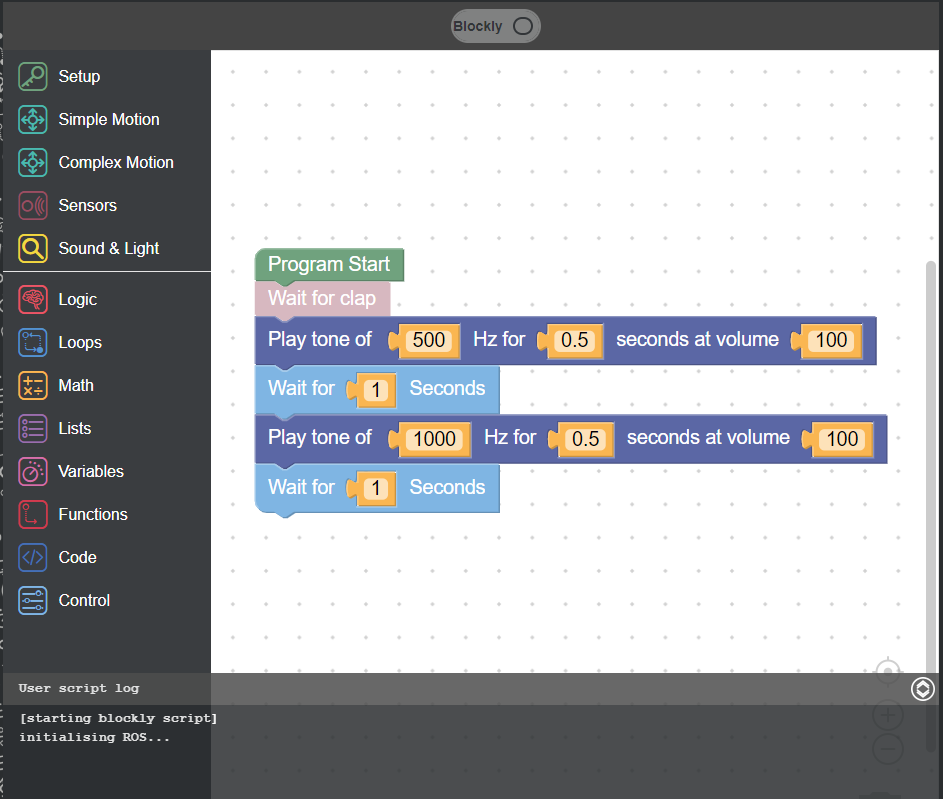 Blockly
Setup
Simple Motion
Complex Motion
Sensors
Sound & Light
Logic
Loops
Math
Lists
Variables
Functions
Code
Control
Program Start
Wait for clap
Play tone of 500 Hz for 0.5 seconds at volume 100
Wait for 1 Seconds
Play tone of 1000 Hz for 0.5 seconds at volume 100
Wait for 1 Seconds
User script log
[starting blockly script]
initialising ROS...